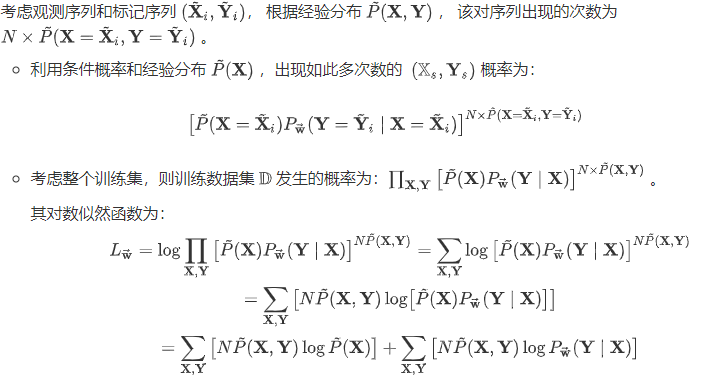 考虑观测序列和标记序列 $(\tilde{\mathbf{X}}_i, \tilde{\mathbf{Y}}_i)$， 根据经验分布 $\tilde{P}(\mathbf{X}, \mathbf{Y})$ ， 该对序列出现的次数为
$N \times \tilde{P}(\mathbf{X} = \tilde{\mathbf{X}}_i, \mathbf{Y} = \tilde{\mathbf{Y}}_i)$ 。
○ 利用条件概率和经验分布 $\tilde{P}(\mathbf{X})$ ，出现如此多次数的 $(\mathbb{X}_s, \mathbf{Y}_s)$ 概率为：
$\left[\tilde{P}(\mathbf{X} = \tilde{\mathbf{X}}_i) P_{\vec{\mathbf{w}}}(\mathbf{Y} = \tilde{\mathbf{Y}}_i \mid \mathbf{X} = \tilde{\mathbf{X}}_i)\right]^{N \times \tilde{P}(\mathbf{X} = \tilde{\mathbf{X}}_i, \mathbf{Y} = \tilde{\mathbf{Y}}_i)}$
○ 考虑整个训练集，则训练数据集 $\mathbb{D}$ 发生的概率为：$\prod_{\mathbf{X}, \mathbf{Y}} \left[\tilde{P}(\mathbf{X}) P_{\vec{\mathbf{w}}}(\mathbf{Y} \mid \mathbf{X})\right]^{N \times \tilde{P}(\mathbf{X}, \mathbf{Y})}$ 。
其对数似然函数为：
$L_{\vec{\mathbf{w}}} = \log \prod_{\mathbf{X}, \mathbf{Y}} \left[\tilde{P}(\mathbf{X}) P_{\vec{\mathbf{w}}}(\mathbf{Y} \mid \mathbf{X})\right]^{N\tilde{P}(\mathbf{X}, \mathbf{Y})} = \sum_{\mathbf{X}, \mathbf{Y}} \log \left[\tilde{P}(\mathbf{X}) P_{\vec{\mathbf{w}}}(\mathbf{Y} \mid \mathbf{X})\right]^{N\tilde{P}(\mathbf{X}, \mathbf{Y})}$
$= \sum_{\mathbf{X}, \mathbf{Y}} \left[N\tilde{P}(\mathbf{X}, \mathbf{Y}) \log\left[\tilde{P}(\mathbf{X}) P_{\vec{\mathbf{w}}}(\mathbf{Y} \mid \mathbf{X})\right]\right]$
$= \sum_{\mathbf{X}, \mathbf{Y}} \left[N\tilde{P}(\mathbf{X}, \mathbf{Y}) \log \tilde{P}(\mathbf{X})\right] + \sum_{\mathbf{X}, \mathbf{Y}} \left[N\tilde{P}(\mathbf{X}, \mathbf{Y}) \log P_{\vec{\mathbf{w}}}(\mathbf{Y} \mid \mathbf{X})\right]$